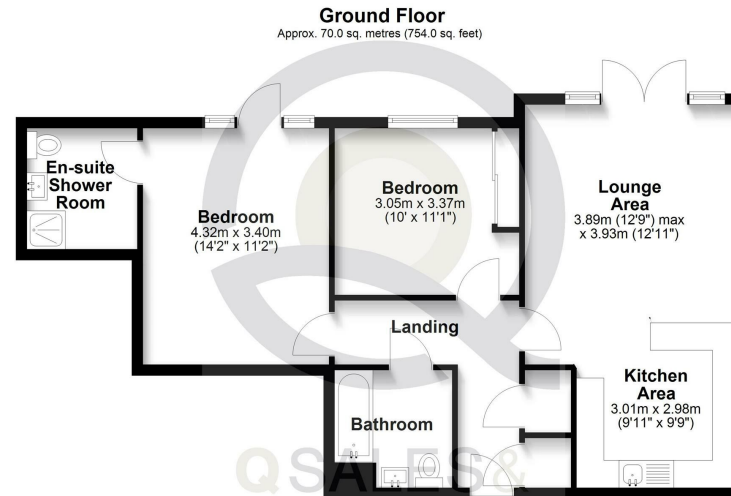 Ground Floor
Approx. 70.0 sq. metres (754.0 sq. feet)
En-suite
Shower
Room
Bedroom
4.32m x 3.40m
(14'2" x 11'2")
Bedroom
3.05m x 3.37m
(10' x 11'1")
Lounge
Area
3.89m (12'9") max
x 3.93m (12'11")
Landing
Bathroom
Kitchen
Area
3.01m x 2.98m
(9'11" x 9'9")
QSALES&